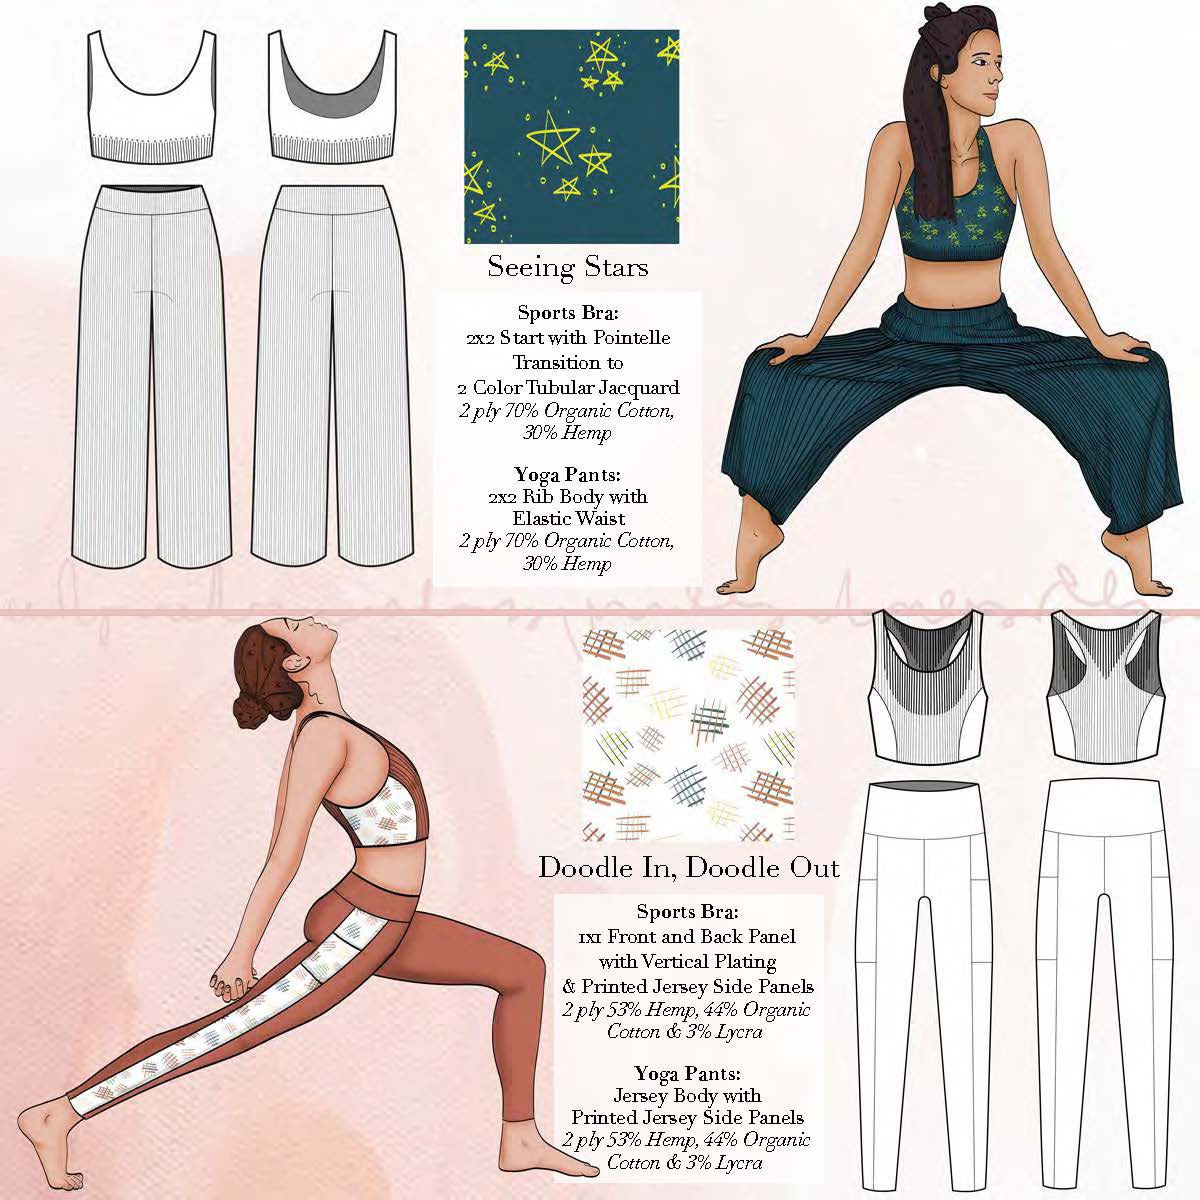 Seeing Stars
Sports Bra:
2x2 Start with Pointelle
Transition to
2 Color Tubular Jacquard
2 ply 70% Organic Cotton,
30% Hemp
Yoga Pants:
2x2 Rib Body with
Elastic Waist
2 ply 70% Organic Cotton,
30% Hemp
Doodle In, Doodle Out
Sports Bra:
1x1 Front and Back Panel
with Vertical Plating
& Printed Jersey Side Panels
2 ply 53% Hemp, 44% Organic
Cotton & 3% Lycra
Yoga Pants:
Jersey Body with
Printed Jersey Side Panels
2 ply 53% Hemp, 44% Organic
Cotton & 3% Lycra